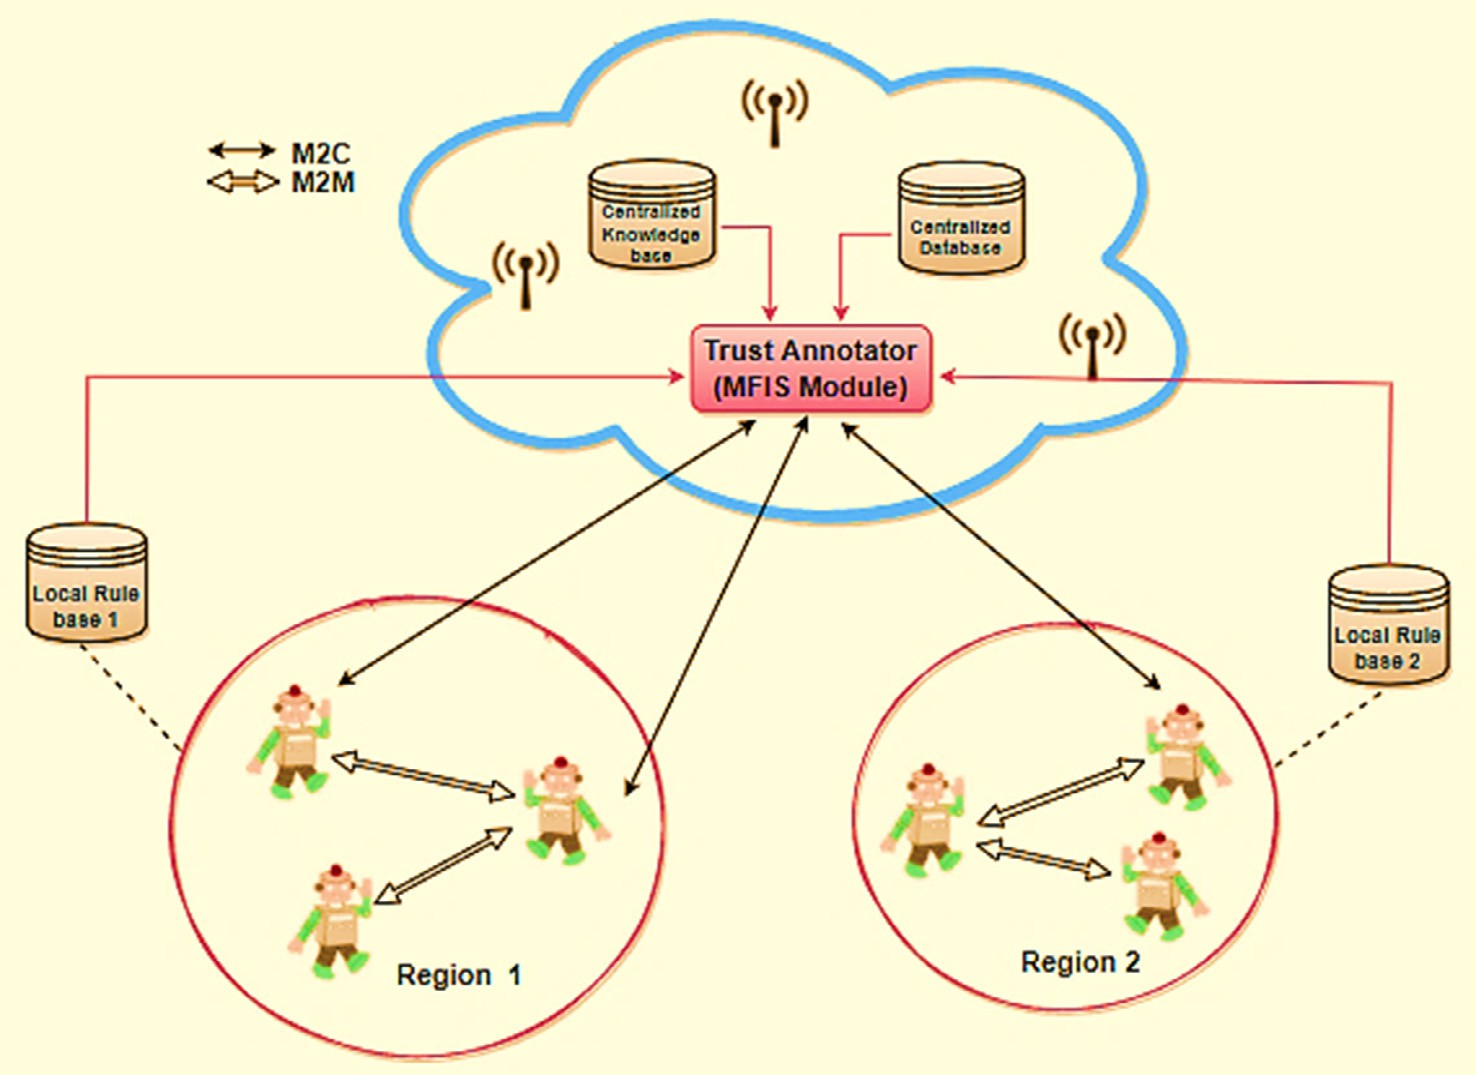 M2C
M2M
Centralized
Knowledge
base
Centralized
Database
Trust Annotator
(MFIS Module)
Local Rule
base 1
Local Rule
base 2
Region 1
Region 2